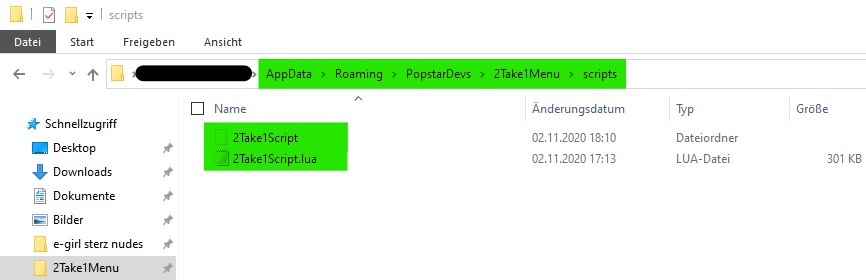 scripts
Datei Start Freigeben Ansicht
AppData > Roaming > PopstarDevs > 2Take1Menu > scripts
Name Änderungsdatum Typ Größe
Schnellzugriff
2Take1Script 02.11.2020 18:10 Dateiordner
Desktop
2Take1Script.lua 02.11.2020 17:13 LUA-Datei 301 KB
Downloads
Dokumente
Bilder
e-girl sterz nudes
2Take1Menu